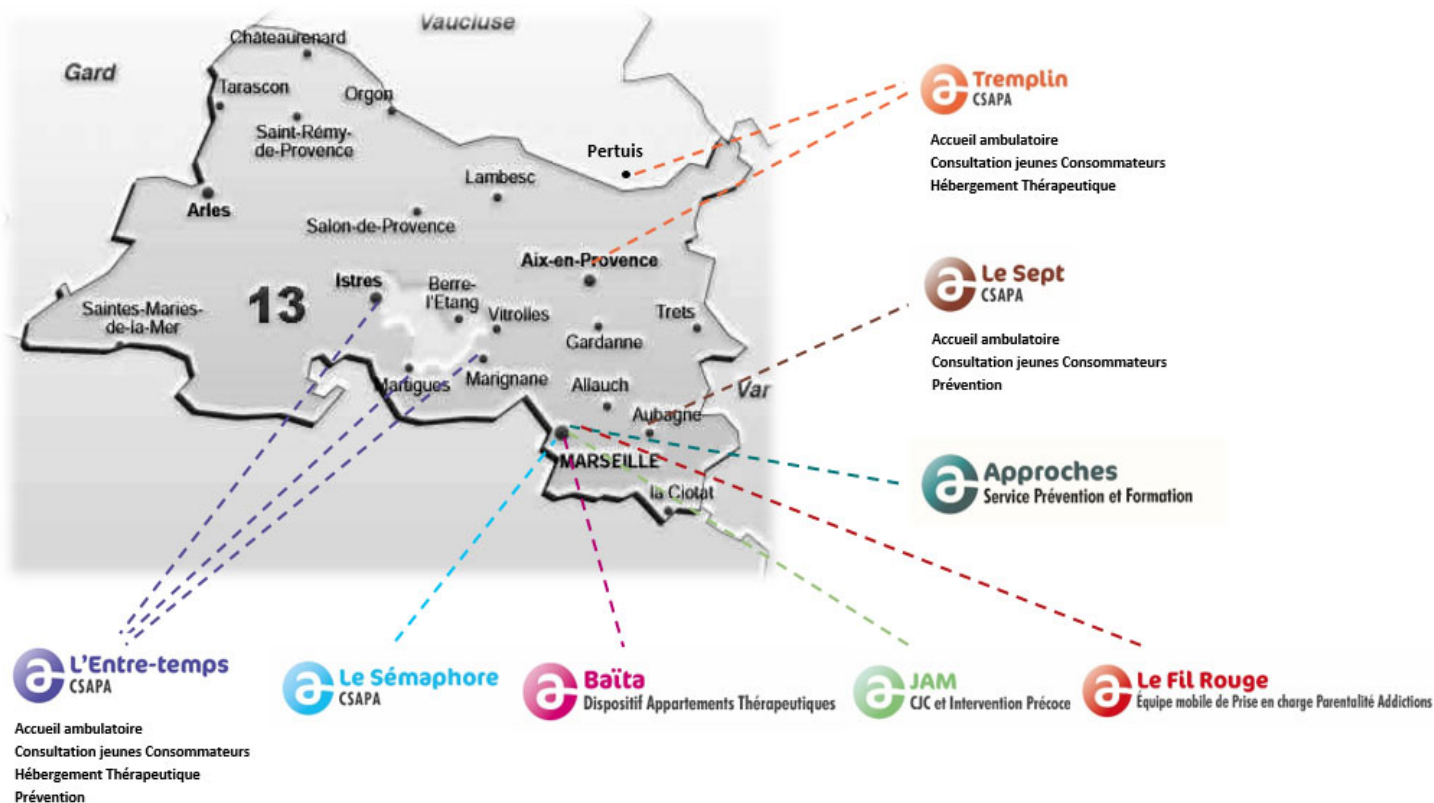 Vaucluse
Châteaurenard
Gard
Tarascon
Orgon
Saint-Rémy-
de-Provence
Pertuis
Lambesc
Arles
Salon-de-Provence
Aix-en-Provence
Istres
Berre-
l'Etang
13
Saintes-Maries-
de-la-Mer
Vitrolles
Trets
Gardanne
Martigues
Marignane
Allauch
Var
Aubagne
MARSEILLE
la Ciotat
a Tremplin
CSAPA
Accueil ambulatoire
Consultation jeunes Consommateurs
Hébergement Thérapeutique
a Le Sept
CSAPA
Accueil ambulatoire
Consultation jeunes Consommateurs
Prévention
a Approches
Service Prévention et Formation
a L'Entre-temps
CSAPA
Accueil ambulatoire
Consultation jeunes Consommateurs
Hébergement Thérapeutique
Prévention
a Le Sémaphore
CSAPA
a Baïta
Dispositif Appartements Thérapeutiques
a JAM
CJC et Intervention Précoce
a Le Fil Rouge
Équipe mobile de Prise en charge Parentalité Addictions